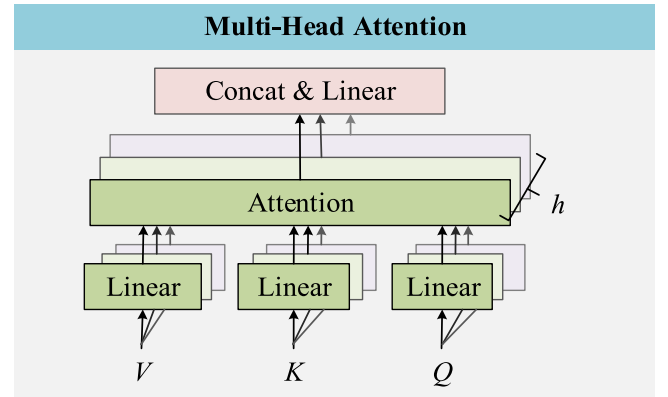 Multi-Head Attention
Concat & Linear
Attention
h
Linear Linear Linear
V K Q